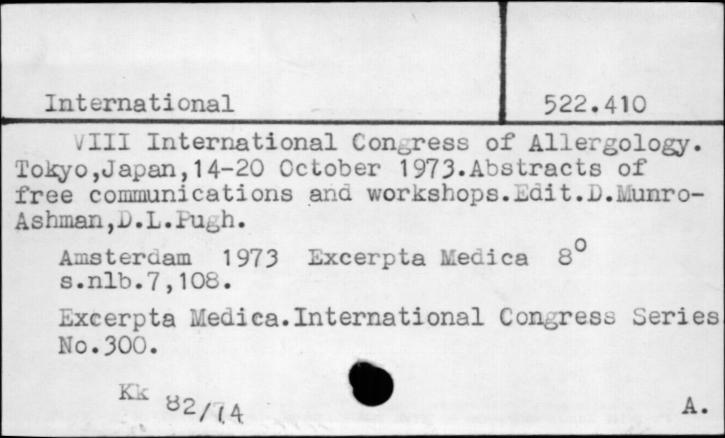 International 522.410
VIII International Congress of Allergology.
Tokyo,Japan,14-20 October 1973.Abstracts of
free communications and workshops.Edit.D.Munro-
Ashman,D.L.Pugh.
Amsterdam 1973 Excerpta Medica 8°
s.nlb.7,108.
Excerpta Medica.International Congress Series
No.300.
Kk 82/74
A.